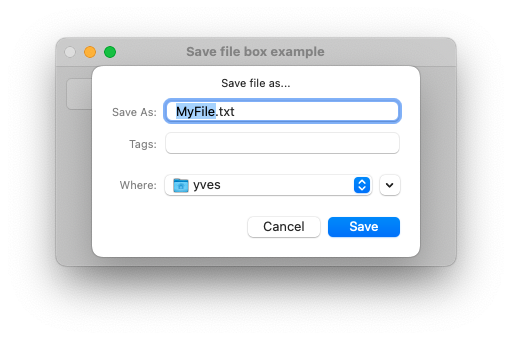 Save file box example
Save file as...
Save As: MyFile.txt
Tags:
Where: yves
Cancel Save